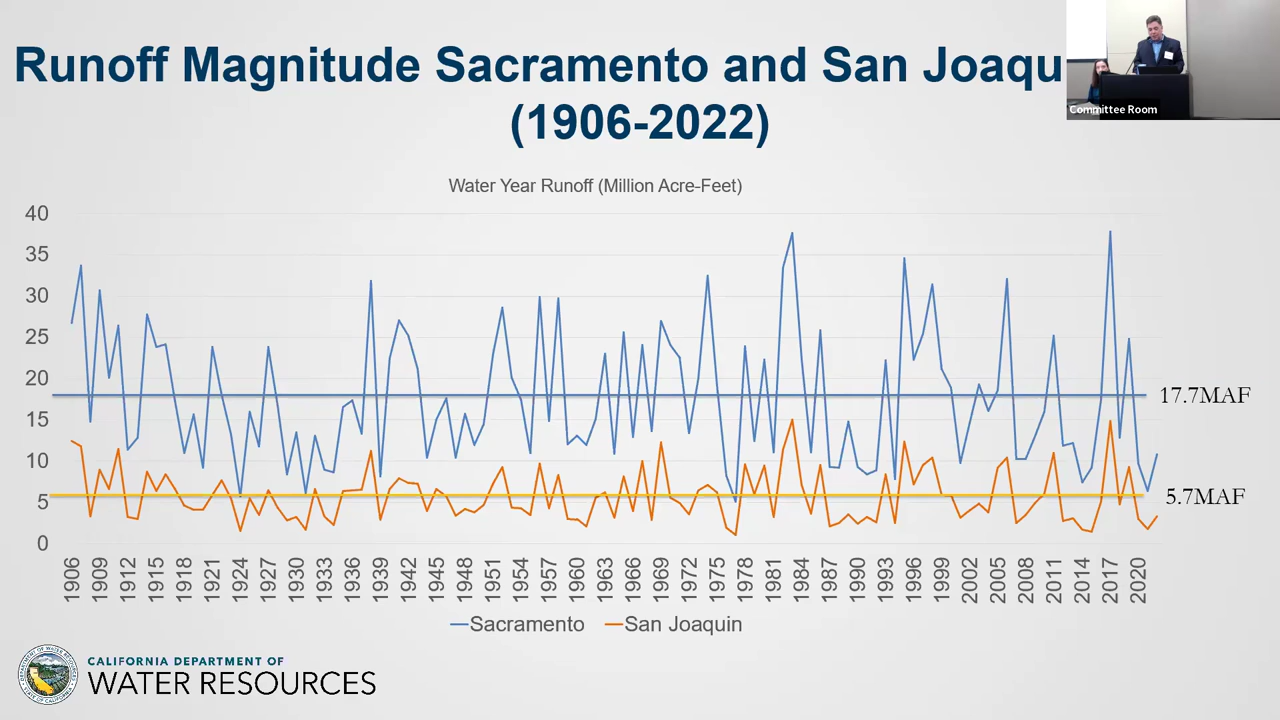 Runoff Magnitude Sacramento and San Joaqu
(1906-2022)
Committee Room
Water Year Runoff (Million Acre-Feet)
40
35
30
25
20
15
10
5
0
17.7MAF
5.7MAF
1906 1909 1912 1915 1918 1921 1924 1927 1930 1933 1936 1939 1942 1945 1948 1951 1954 1957 1960 1963 1966 1969 1972 1975 1978 1981 1984 1987 1990 1993 1996 1999 2002 2005 2008 2011 2014 2017 2020
Sacramento San Joaquin
CALIFORNIA DEPARTMENT OF
WATER RESOURCES